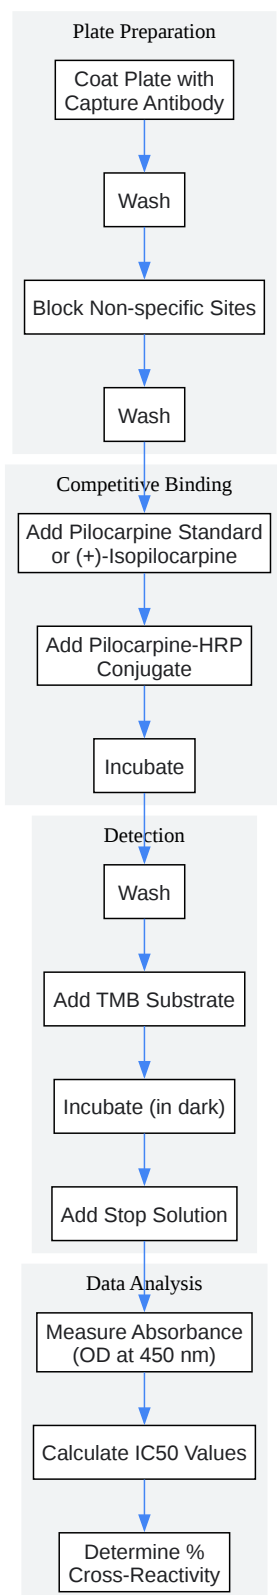 Plate Preparation
Coat Plate with
Capture Antibody
Wash
Block Non-specific Sites
Wash
Competitive Binding
Add Pilocarpine Standard
or (+)-Isopilocarpine
Add Pilocarpine-HRP
Conjugate
Incubate
Detection
Wash
Add TMB Substrate
Incubate (in dark)
Add Stop Solution
Data Analysis
Measure Absorbance
(OD at 450 nm)
Calculate IC50 Values
Determine %
Cross-Reactivity